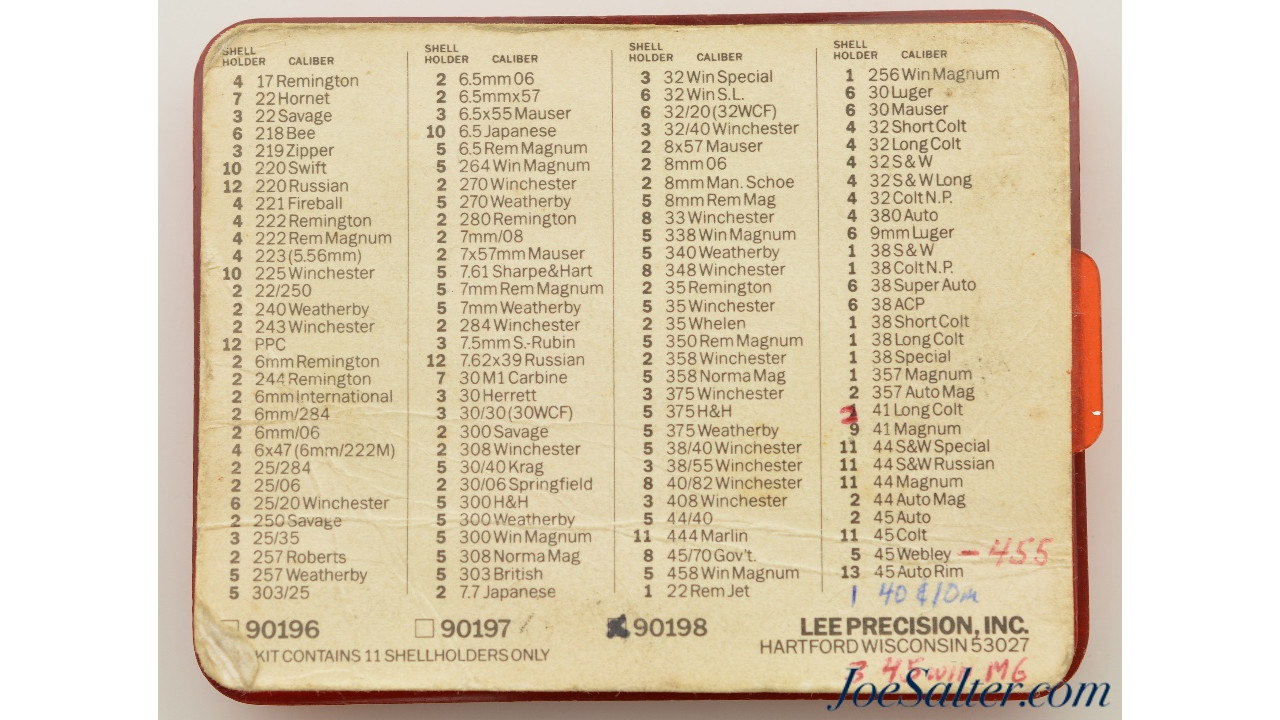 SHELL
HOLDER CALIBER
4 17 Remington
7 22 Hornet
3 22 Savage
6 218 Bee
3 219 Zipper
10 220 Swift
12 220 Russian
4 221 Fireball
4 222 Remington
4 222 Rem Magnum
4 223 (5.56mm)
10 225 Winchester
2 22/250
2 240 Weatherby
2 243 Winchester
12 PPC
2 6mm Remington
2 244 Remington
2 6mm International
2 6mm/284
2 6mm/06
4 6x47 (6mm/222M)
2 25/284
2 25/06
6 25/20 Winchester
2 250 Savage
3 25/35
2 257 Roberts
5 257 Weatherby
5 303/25
SHELL
HOLDER CALIBER
2 6.5mm 06
2 6.5mmx57
3 6.5x55 Mauser
10 6.5 Japanese
5 6.5 Rem Magnum
5 264 Win Magnum
2 270 Winchester
5 270 Weatherby
2 280 Remington
2 7mm/08
2 7x57mm Mauser
5 7.61 Sharpe & Hart
5 7mm Rem Magnum
5 7mm Weatherby
2 284 Winchester
3 7.5mm S.-Rubin
12 7.62x39 Russian
7 30 M1 Carbine
3 30 Herrett
3 30/30 (30WCF)
2 300 Savage
2 308 Winchester
5 30/40 Krag
2 30/06 Springfield
5 300 H&H
5 300 Weatherby
5 300 Win Magnum
5 308 Norma Mag
5 303 British
2 7.7 Japanese
SHELL
HOLDER CALIBER
3 32 Win Special
6 32 Win S.L.
6 32/20 (32WCF)
3 32/40 Winchester
2 8x57 Mauser
2 8mm 06
2 8mm Man. Schoe
5 8mm Rem Mag
8 33 Winchester
5 338 Win Magnum
5 340 Weatherby
8 348 Winchester
2 35 Remington
5 35 Winchester
2 35 Whelen
5 350 Rem Magnum
2 358 Winchester
5 358 Norma Mag
3 375 Winchester
5 375 H&H
5 375 Weatherby
5 38/40 Winchester
3 38/55 Winchester
8 40/82 Winchester
3 408 Winchester
5 44/40
11 444 Marlin
8 45/70 Gov't.
5 458 Win Magnum
1 22 Rem Jet
SHELL
HOLDER CALIBER
1 256 Win Magnum
6 30 Luger
6 30 Mauser
4 32 Short Colt
4 32 Long Colt
4 32 S & W
4 32 S & W Long
4 32 Colt N.P.
4 380 Auto
6 9mm Luger
1 38 S & W
1 38 Colt N.P.
6 38 Super Auto
6 38 ACP
1 38 Short Colt
1 38 Long Colt
1 38 Special
1 357 Magnum
2 357 Auto Mag
41 Long Colt
9 41 Magnum
11 44 S&W Special
11 44 S&W Russian
11 44 Magnum
2 44 Auto Mag
2 45 Auto
11 45 Colt
5 45 Webley - 455
13 45 Auto Rim
1 40 &10m
90196 90197 90198
KIT CONTAINS 11 SHELLHOLDERS ONLY
LEE PRECISION, INC.
HARTFORD WISCONSIN 53027
3 45 win MG
JoeSalter.com